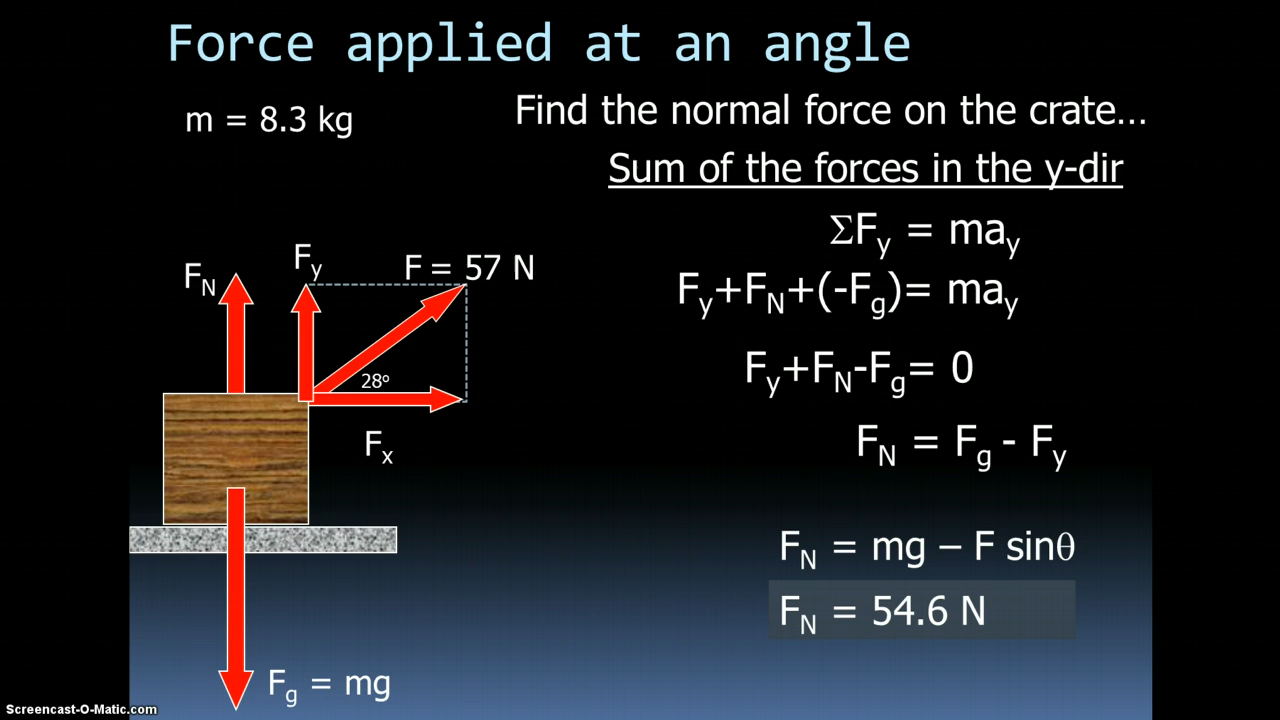 Force applied at an angle
m = 8.3 kg
Find the normal force on the crate...
Sum of the forces in the y-dir
ΣFy = may
Fy+FN+(-Fg)= may
Fy+FN-Fg= 0
FN = Fg - Fy
FN = mg – F sinθ
FN = 54.6 N
FN
Fy
F = 57 N
28°
Fx
Fg = mg
Screencast-O-Matic.com